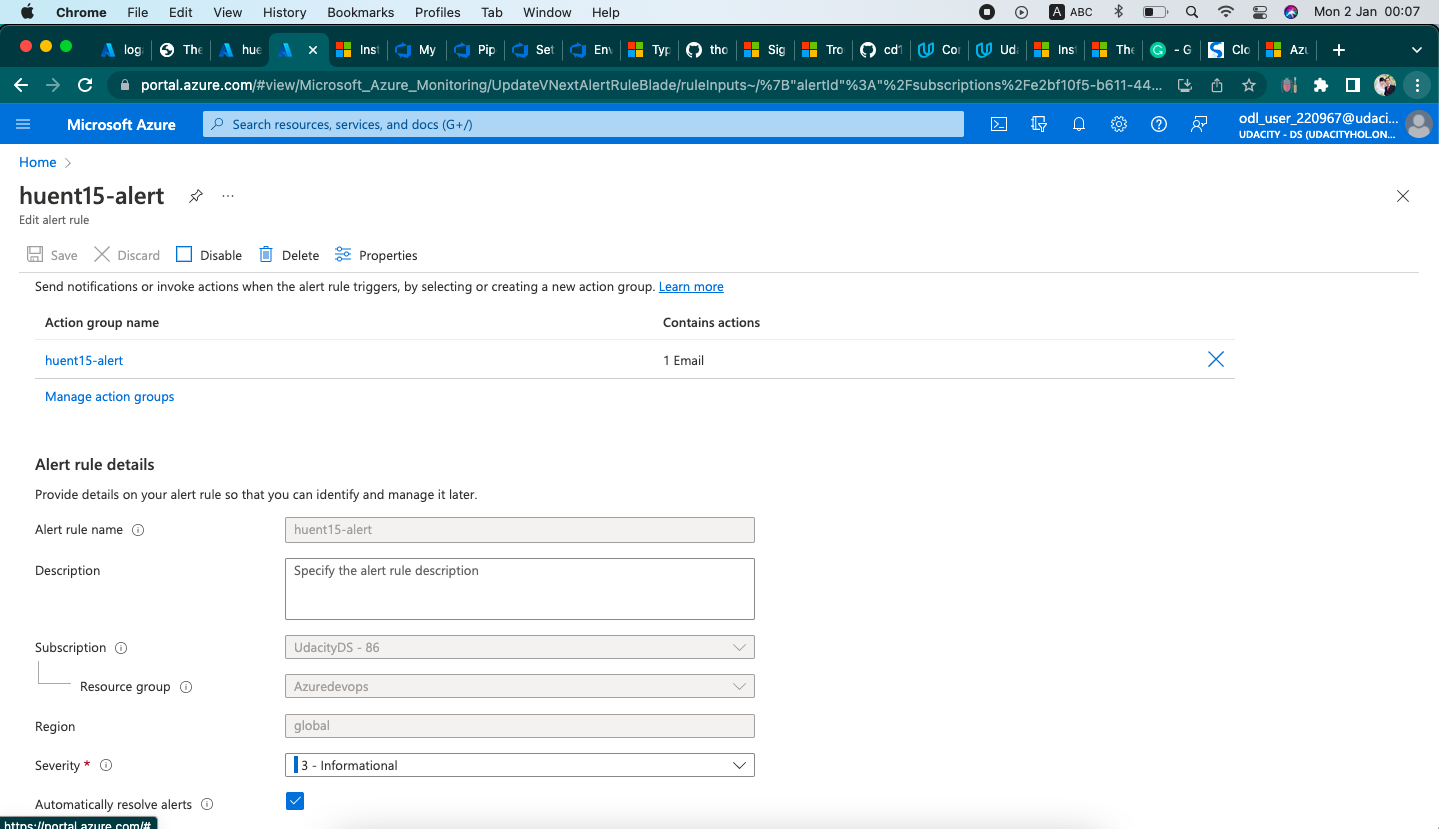 Chrome File Edit View History Bookmarks Profiles Tab Window Help A ABC Mon 2 Jan 00:07
log The hue Inst My Pip Set Env Typ tho Sig Tro cd1 Cor Uda Inst The - G Clo Azu
portal.azure.com/#view/Microsoft_Azure_Monitoring/UpdateVNextAlertRuleBlade/ruleInputs~/%7B"alertId"%3A"%2Fsubscriptions%2Fe2bf10f5-b611-44...
Microsoft Azure Search resources, services, and docs (G+/) odl_user_220967@udaci...
UDACITY - DS (UDACITYHOL.ON...
Home >
huent15-alert ...
Edit alert rule
Save Discard Disable Delete Properties
Send notifications or invoke actions when the alert rule triggers, by selecting or creating a new action group. Learn more
Action group name Contains actions
huent15-alert 1 Email
Manage action groups
Alert rule details
Provide details on your alert rule so that you can identify and manage it later.
Alert rule name huent15-alert
Description Specify the alert rule description
Subscription UdacityDS - 86
Resource group Azuredevops
Region global
Severity * 3 - Informational
Automatically resolve alerts
https://portal.azure.com/#